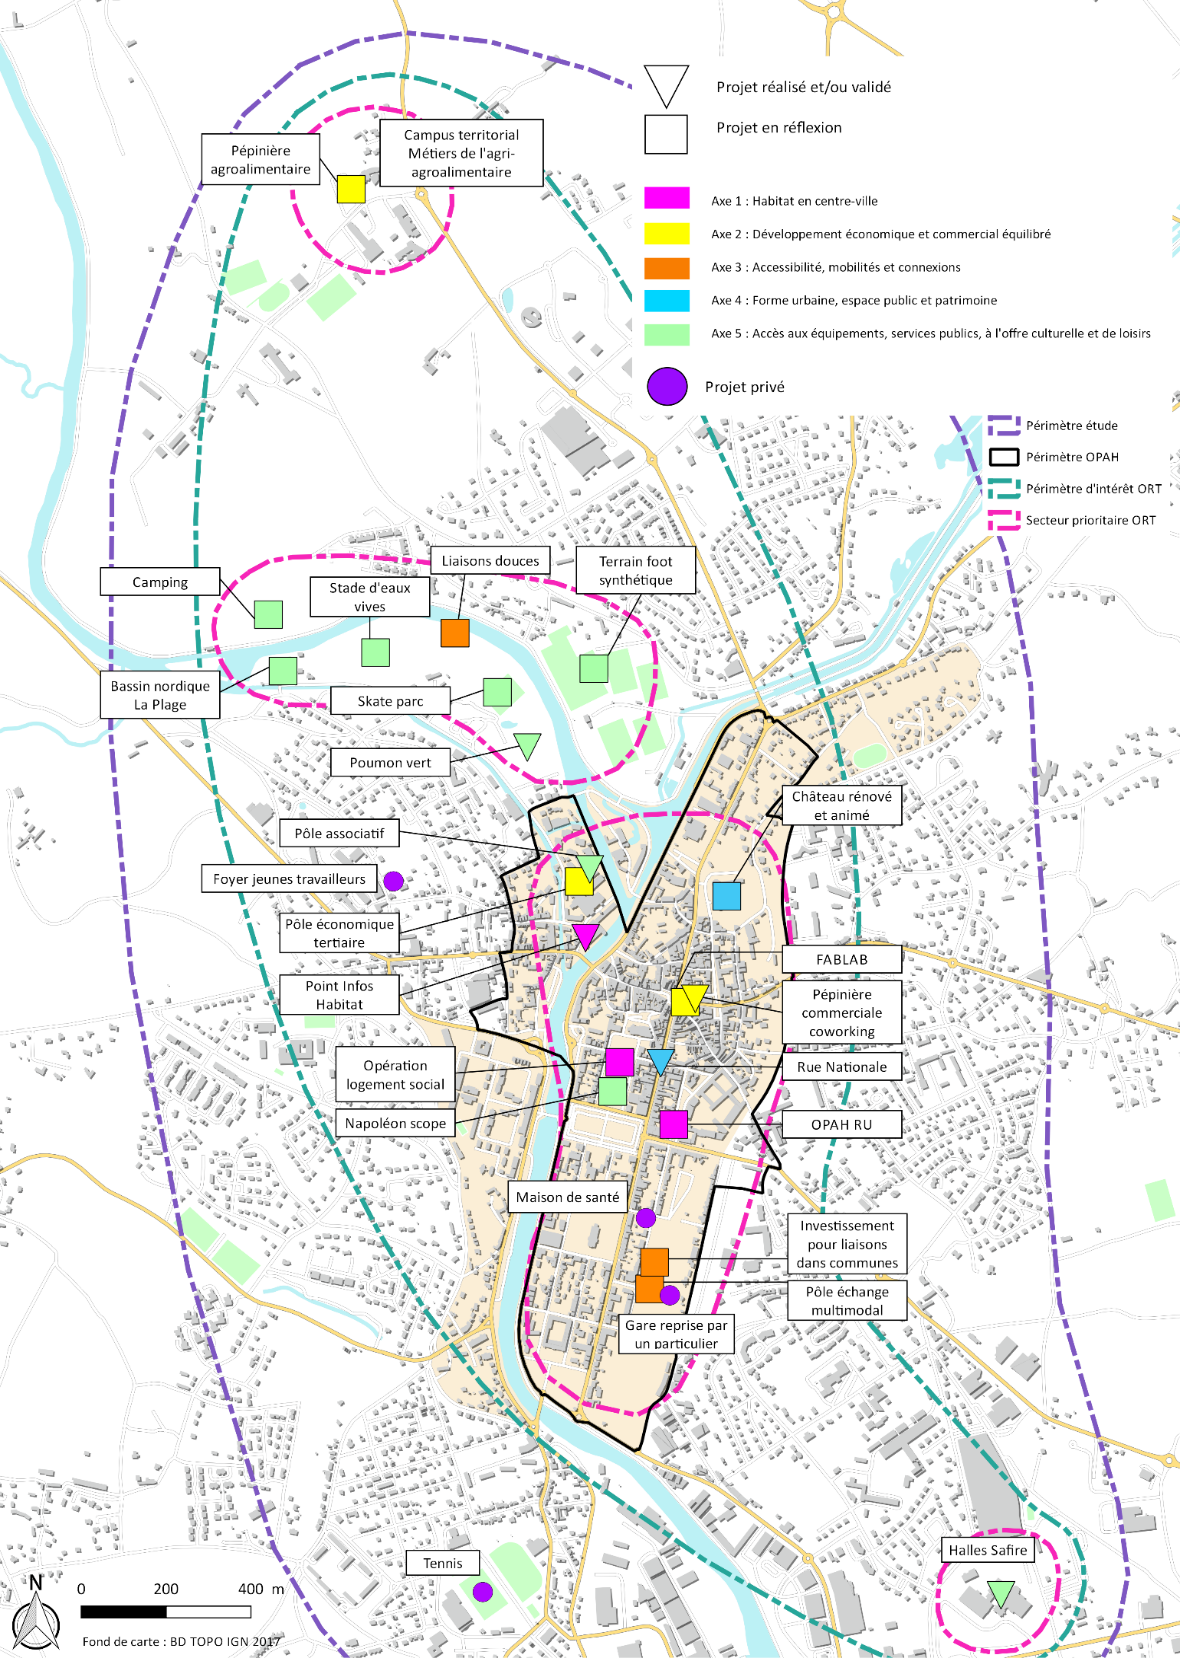 Projet réalisé et/ou validé
Projet en réflexion
Axe 1 : Habitat en centre-ville
Axe 2 : Développement économique et commercial équilibré
Axe 3 : Accessibilité, mobilités et connexions
Axe 4 : Forme urbaine, espace public et patrimoine
Axe 5 : Accès aux équipements, services publics, à l'offre culturelle et de loisirs
Projet privé
Périmètre étude
Périmètre OPAH
Périmètre d'intérêt ORT
Secteur prioritaire ORT
Pépinière
agroalimentaire
Campus territorial
Métiers de l'agri-
agroalimentaire
Liaisons douces
Terrain foot
synthétique
Camping
Stade d'eaux
vives
Bassin nordique
La Plage
Skate parc
Poumon vert
Château rénové
et animé
Pôle associatif
Foyer jeunes travailleurs
Pôle économique
tertiaire
FABLAB
Point Infos
Habitat
Pépinière
commerciale
coworking
Opération
logement social
Rue Nationale
Napoléon scope
OPAH RU
Maison de santé
Investissement
pour liaisons
dans communes
Pôle échange
multimodal
Gare reprise par
un particulier
Halles Safire
Tennis
N
0 200 400 m
Fond de carte : BD TOPO IGN 2017